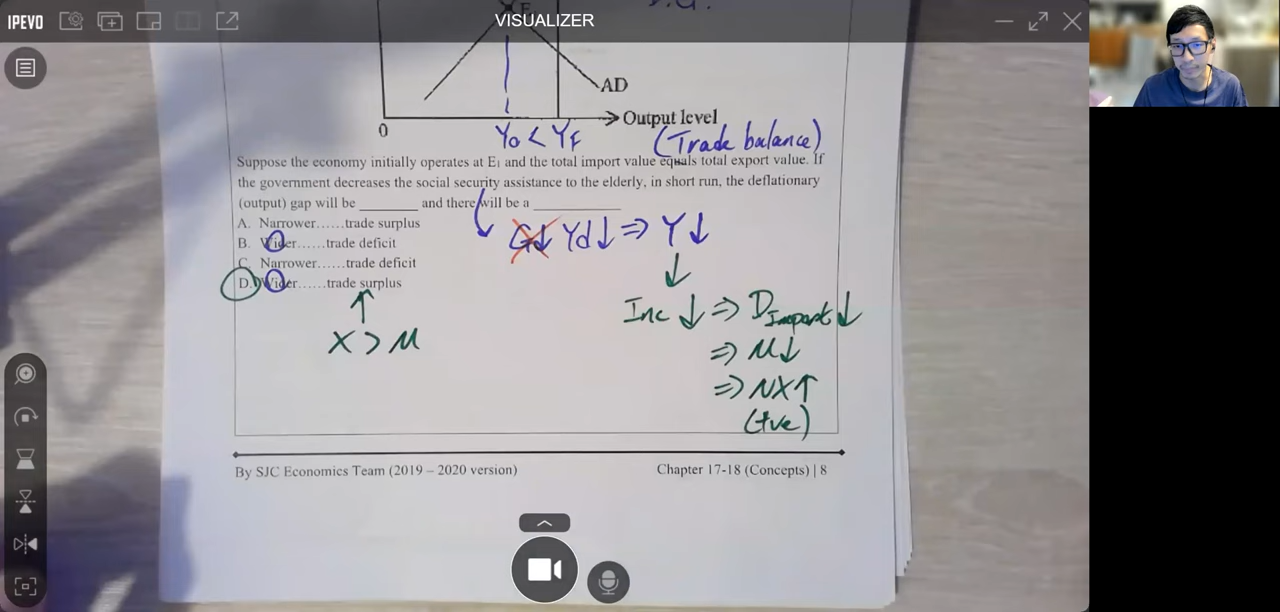 IPEVO
VISUALIZER
AD
Output level
0
Y0 < YF
(Trade balance)
Suppose the economy initially operates at E1 and the total import value equals total export value. If
the government decreases the social security assistance to the elderly, in short run, the deflationary
(output) gap will be ________ and there will be a ____________
A. Narrower……trade surplus
B. Wider……trade deficit
C. Narrower……trade deficit
D. Wider……trade surplus
G↓ Yd↓ ⇒ Y↓
↓
Inc ↓ ⇒ DImport↓
⇒ M↓
⇒ NX↑
(+ve)
↑
X > M
By SJC Economics Team (2019 – 2020 version)
Chapter 17-18 (Concepts) | 8